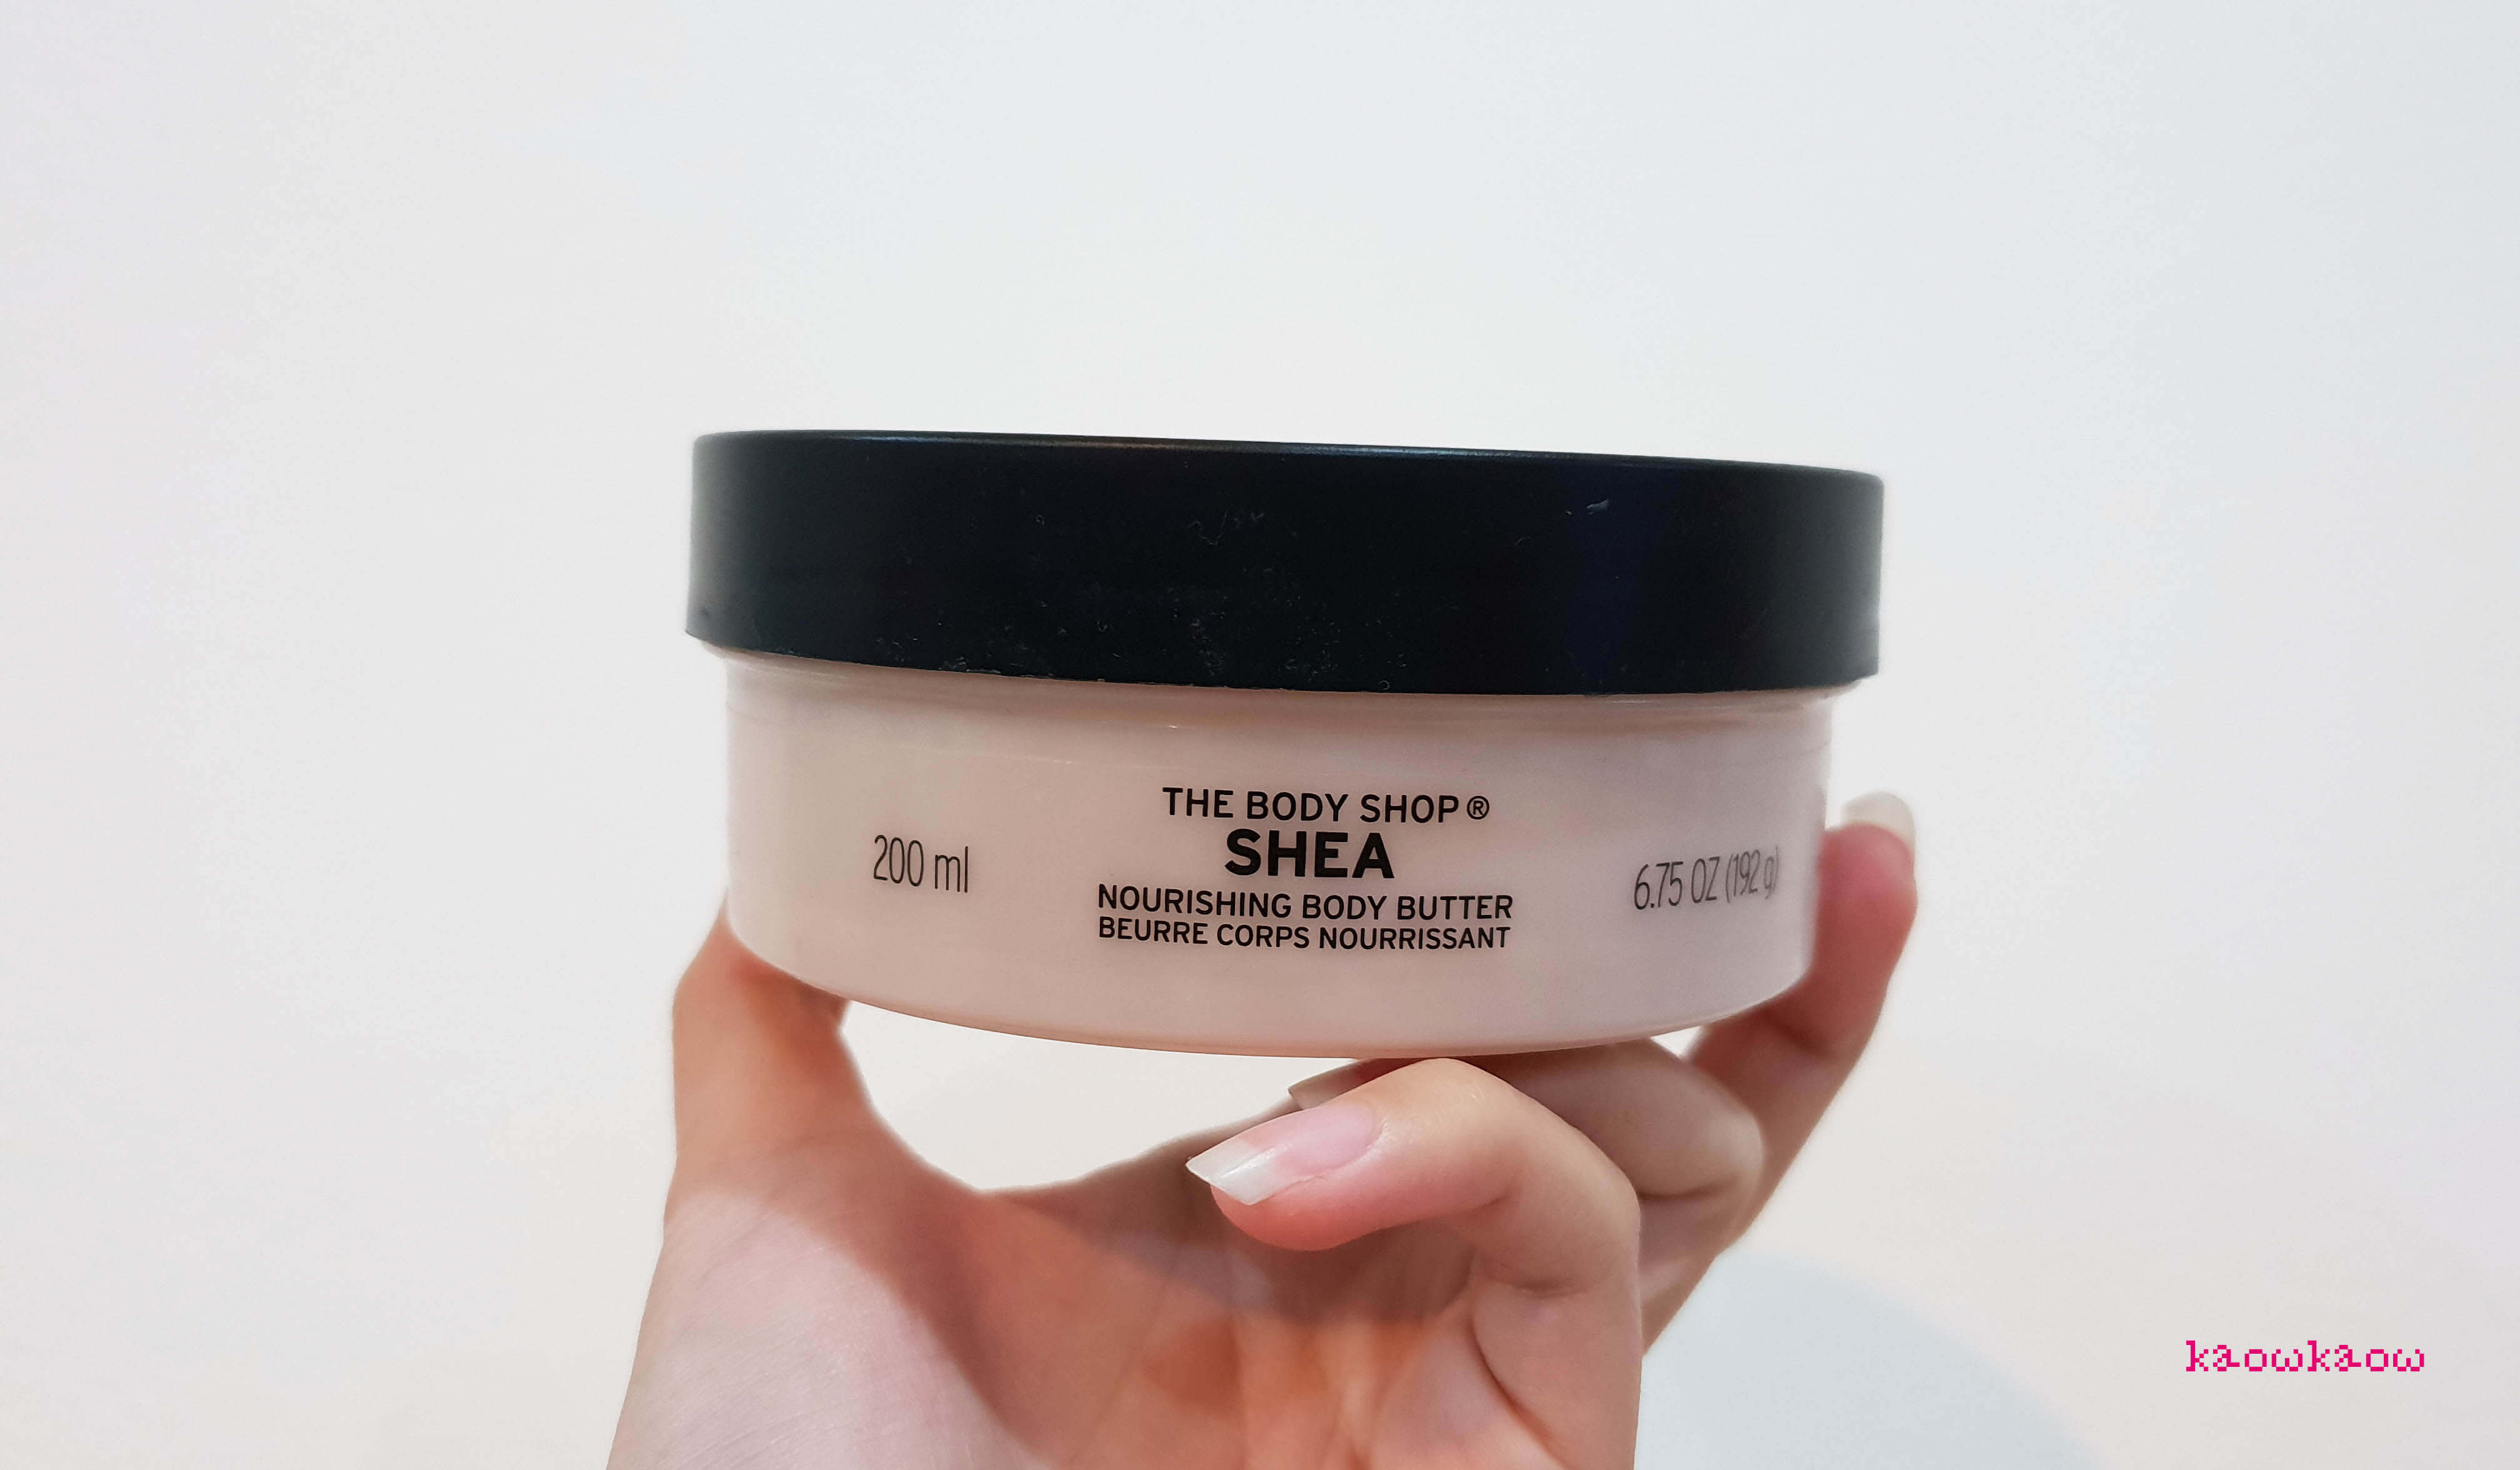 THE BODY SHOP®
SHEA
NOURISHING BODY BUTTER
BEURRE CORPS NOURRISSANT
200 ml
6.75 OZ (192 g)
kaowkaow